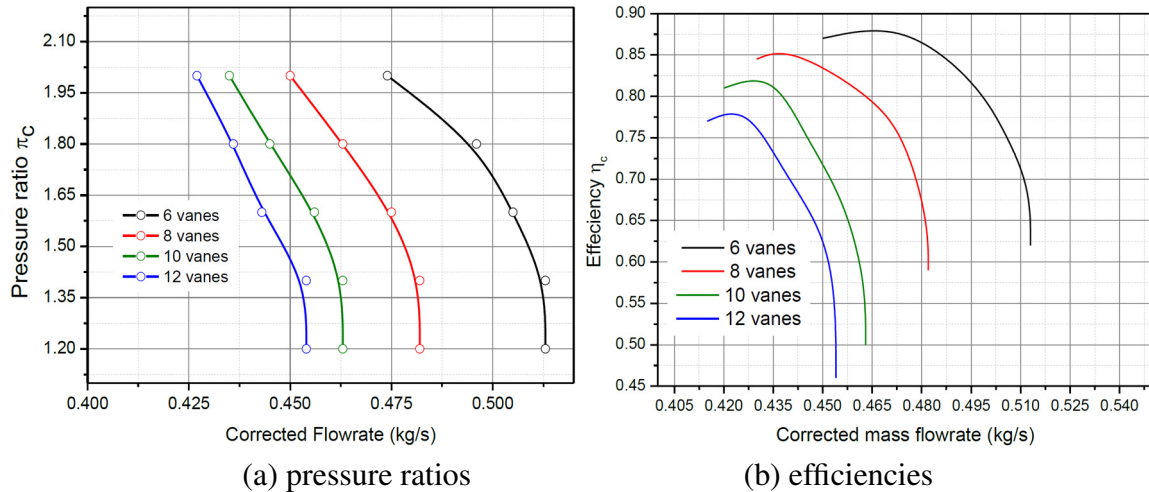 2.10
1.95
1.80
1.65
1.50
1.35
1.20
Pressure ratio π_c
6 vanes
8 vanes
10 vanes
12 vanes
0.400
0.425
0.450
0.475
0.500
Corrected Flowrate (kg/s)
(a) pressure ratios
0.90
0.85
0.80
0.75
0.70
0.65
0.60
0.55
0.50
0.45
Effeciency η_c
6 vanes
8 vanes
10 vanes
12 vanes
0.405
0.420
0.435
0.450
0.465
0.480
0.495
0.510
0.525
0.540
Corrected mass flowrate (kg/s)
(b) efficiencies